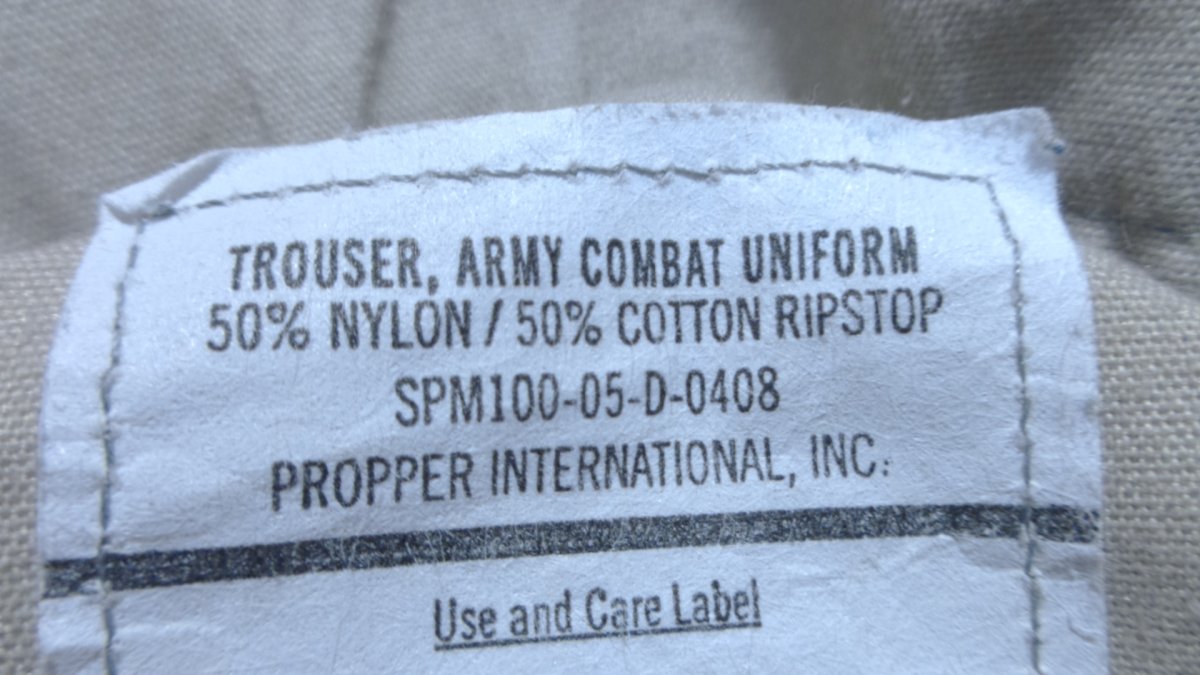 TROUSER, ARMY COMBAT UNIFORM
50% NYLON / 50% COTTON RIPSTOP
SPM100-05-D-0408
PROPPER INTERNATIONAL, INC.
Use and Care Label